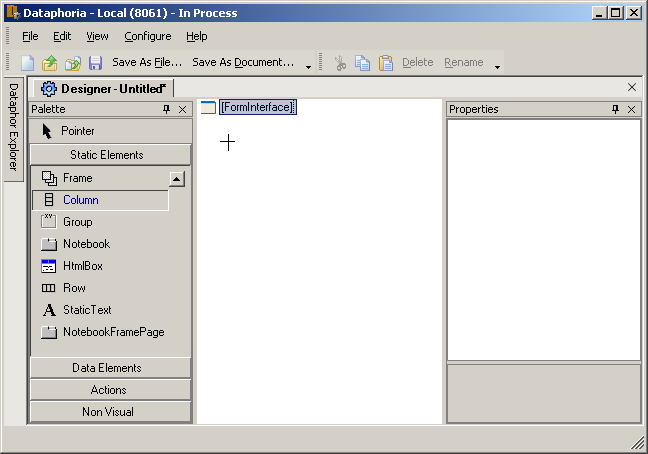 Dataphoria - Local (8061) - In Process
File Edit View Configure Help
Save As File... Save As Document... Delete Rename
Dataphor Explorer
Designer - Untitled*
Palette
Pointer
Static Elements
Frame
Column
Group
Notebook
HtmlBox
Row
StaticText
NotebookFramePage
Data Elements
Actions
Non Visual
[FormInterface]
Properties